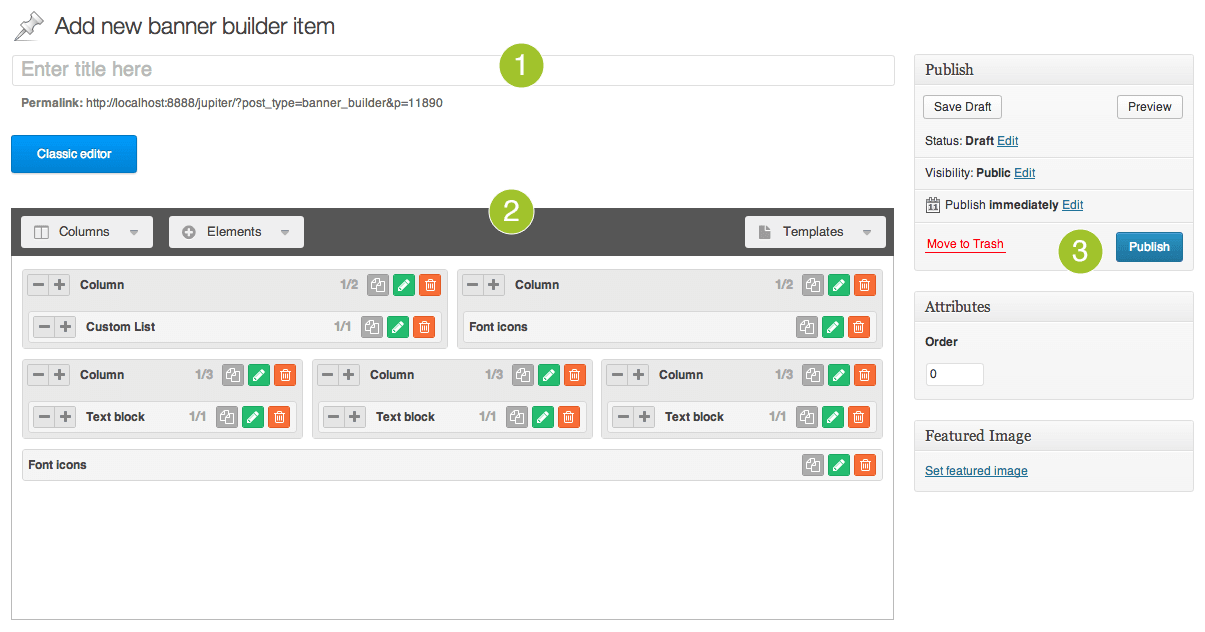 Add new banner builder item
Enter title here
1
Permalink: http://localhost:8888/jupiter/?post_type=banner_builder&p=11890
Classic editor
2
Columns
Elements
Templates
Column 1/2
Column 1/2
Custom List 1/1
Font icons
Column 1/3
Column 1/3
Column 1/3
Text block 1/1
Text block 1/1
Text block 1/1
Font icons
Publish
Save Draft
Preview
Status: Draft Edit
Visibility: Public Edit
11 Publish immediately Edit
Move to Trash
3
Publish
Attributes
Order
0
Featured Image
Set featured image